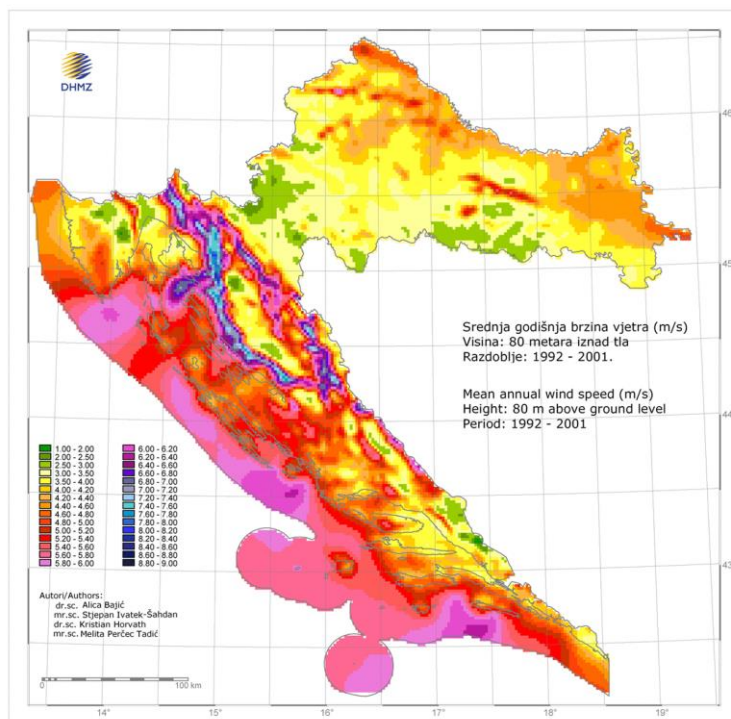 DHMZ
46
45
Srednja godišnja brzina vjetra (m/s)
Visina: 80 metara iznad tla
Razdoblje: 1992 - 2001.
Mean annual wind speed (m/s)
Height: 80 m above ground level
Period: 1992 - 2001
44
1.00 - 2.00
2.00 - 2.50
2.50 - 3.00
3.00 - 3.50
3.50 - 4.00
4.00 - 4.20
4.20 - 4.40
4.40 - 4.60
4.60 - 4.80
4.80 - 5.00
5.00 - 5.20
5.20 - 5.40
5.40 - 5.60
5.60 - 5.80
5.80 - 6.00
6.00 - 6.20
6.20 - 6.40
6.40 - 6.60
6.60 - 6.80
6.80 - 7.00
7.00 - 7.20
7.20 - 7.40
7.40 - 7.60
7.60 - 7.80
7.80 - 8.00
8.00 - 8.20
8.20 - 8.40
8.40 - 8.60
8.60 - 8.80
8.80 - 9.00
43
Autori/Authors:
dr.sc. Alica Bajić
mr.sc. Stjepan Ivatek-Šahdan
dr.sc. Kristian Horvath
mr.sc. Melita Perčec Tadić
0 100 km
14° 15° 16° 17° 18° 19°